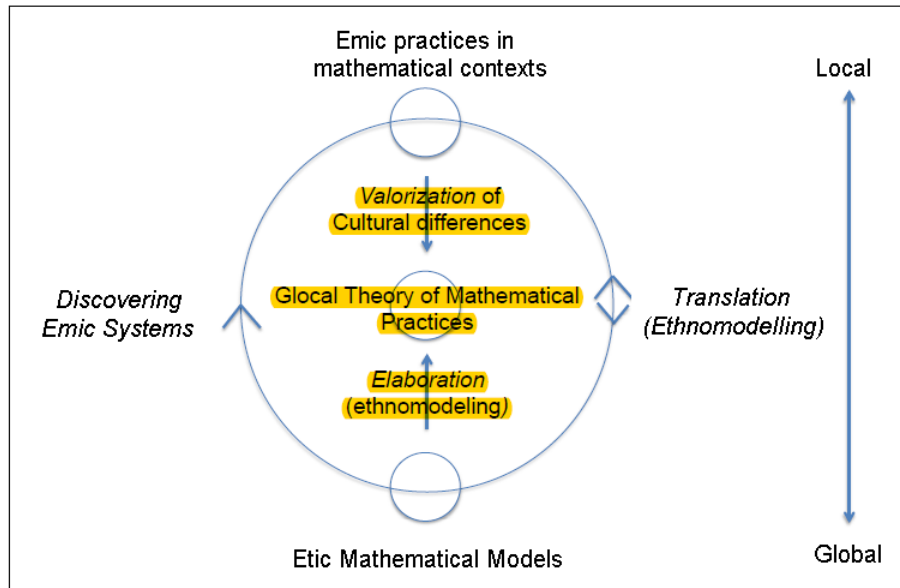 Emic practices in
mathematical contexts
Local
Valorization of
Cultural differences
Discovering
Emic Systems
Glocal Theory of Mathematical
Practices
Translation
(Ethnomodelling)
Elaboration
(ethnomodeling)
Etic Mathematical Models
Global